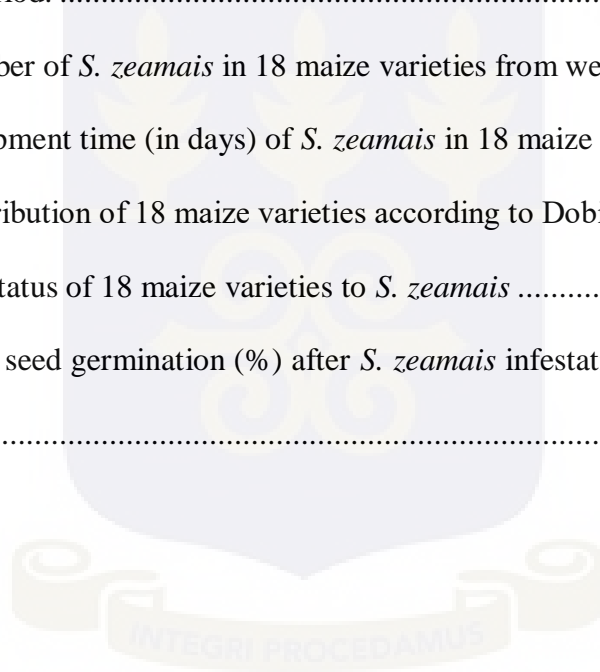 ber of S. zeamais in 18 maize varieties from we
pment time (in days) of S. zeamais in 18 maize
ribution of 18 maize varieties according to Dobi
tatus of 18 maize varieties to S. zeamais ..........
seed germination (%) after S. zeamais infestat
................................................................
INTEGRI PROCEDAMUS